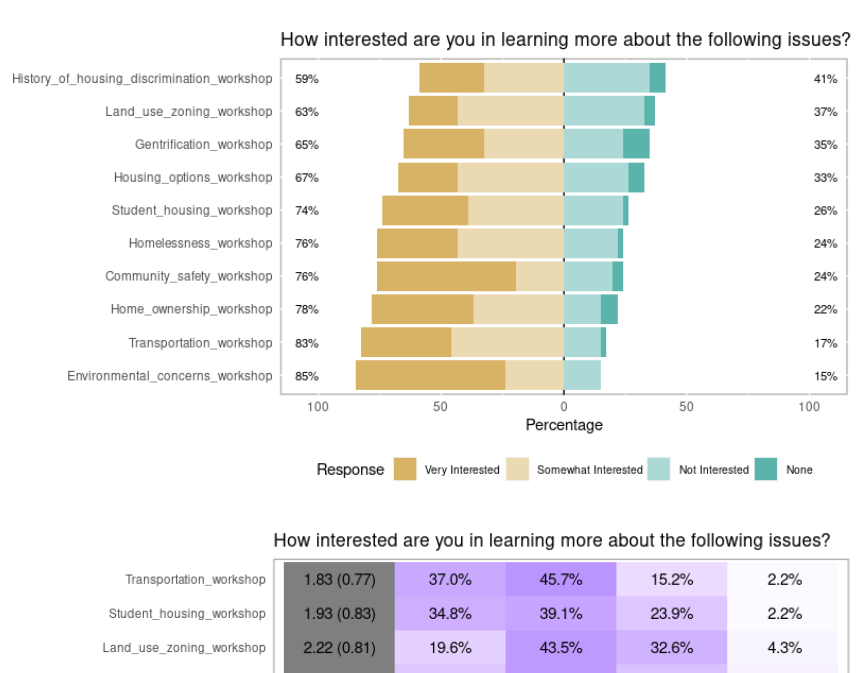 How interested are you in learning more about the following issues?
History_of_housing_discrimination_workshop 59% 41%
Land_use_zoning_workshop 63% 37%
Gentrification_workshop 65% 35%
Housing_options_workshop 67% 33%
Student_housing_workshop 74% 26%
Homelessness_workshop 76% 24%
Community_safety_workshop 76% 24%
Home_ownership_workshop 78% 22%
Transportation_workshop 83% 17%
Environmental_concerns_workshop 85% 15%
100 50 0 50 100
Percentage
Response Very Interested Somewhat Interested Not Interested None
How interested are you in learning more about the following issues?
Transportation_workshop 1.83 (0.77) 37.0% 45.7% 15.2% 2.2%
Student_housing_workshop 1.93 (0.83) 34.8% 39.1% 23.9% 2.2%
Land_use_zoning_workshop 2.22 (0.81) 19.6% 43.5% 32.6% 4.3%